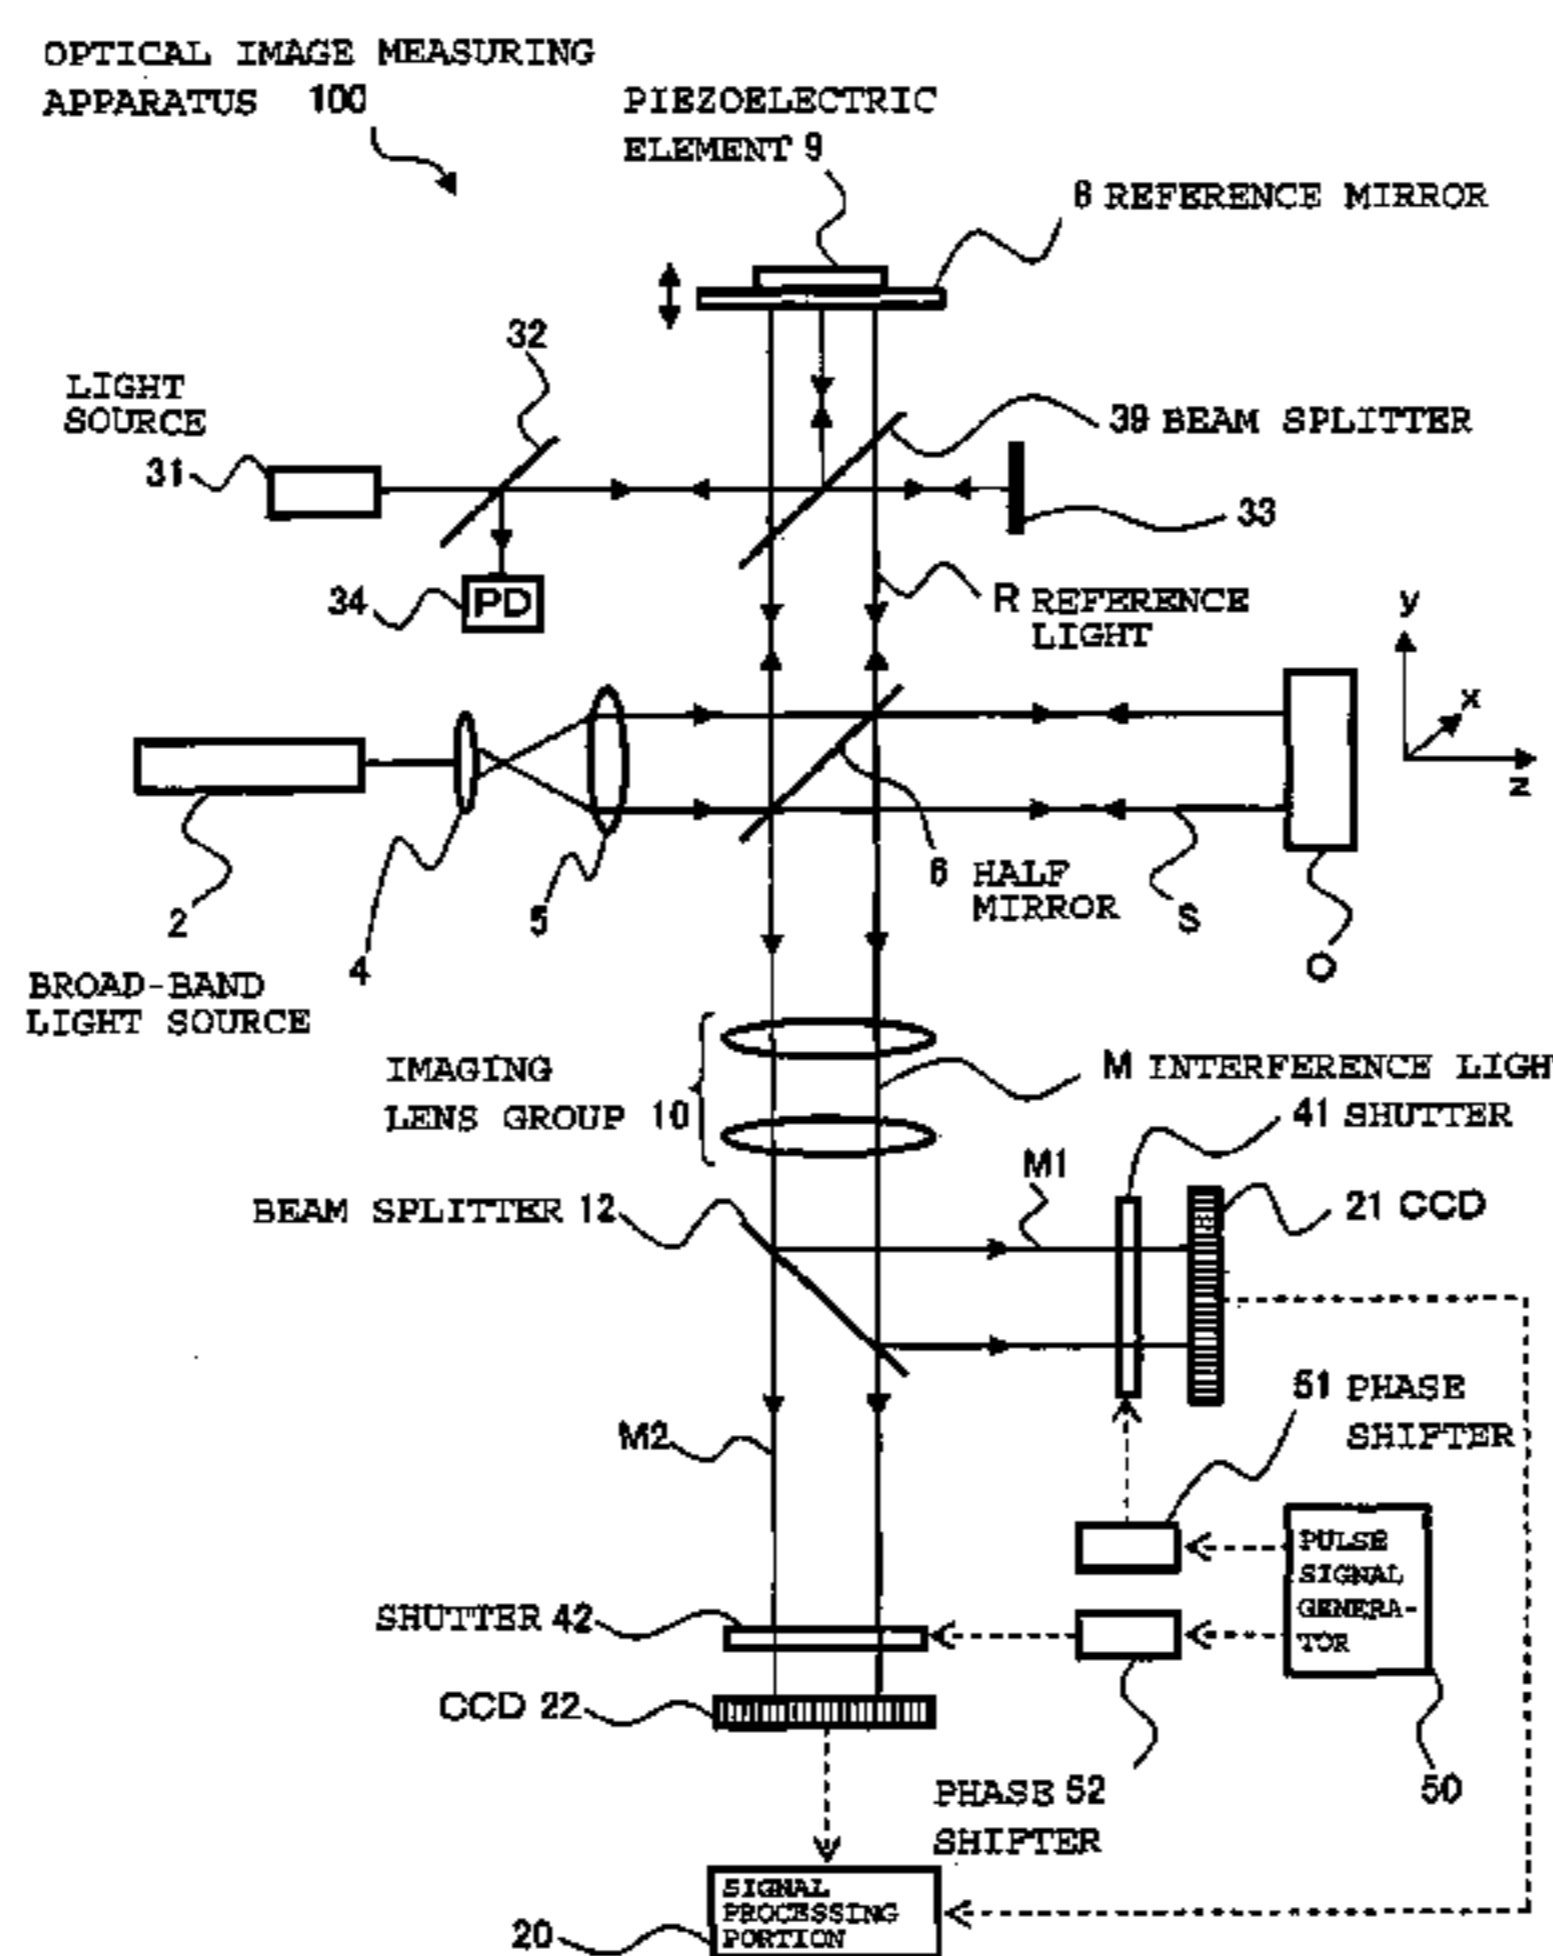 OPTICAL IMAGE MEASURING
APPARATUS 100
PIEZOELECTRIC
ELEMENT 9
8 REFERENCE MIRROR
32
LIGHT
SOURCE
31
39 BEAM SPLITTER
33
34
PD
R REFERENCE
LIGHT
y
x
z
2
BROAD-BAND
LIGHT SOURCE
4
5
6 HALF
MIRROR
S
O
IMAGING
LENS GROUP 10
M INTERFERENCE LIGH
41 SHUTTER
M1
BEAM SPLITTER 12
21 CCD
51 PHASE
SHIFTER
M2
PULSE
SIGNAL
GENERA-
TOR
SHUTTER 42
CCD 22
PHASE 52
SHIFTER
50
SIGNAL
PROCESSING
PORTION
20